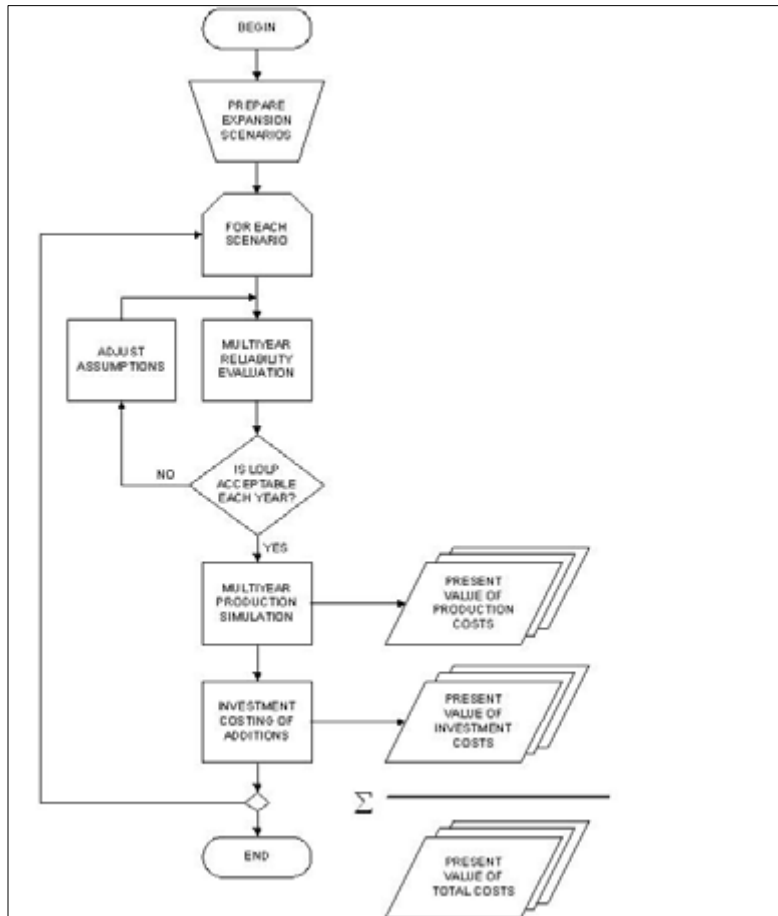 BEGIN
PREPARE
EXPANSION
SCENARIOS
FOR EACH
SCENARIO
ADJUST
ASSUMPTIONS
MULTIYEAR
RELIABILITY
EVALUATION
NO
IS LOLP
ACCEPTABLE
EACH YEAR?
YES
MULTIYEAR
PRODUCTION
SIMULATION
PRESENT
VALUE OF
PRODUCTION
COSTS
INVESTMENT
COSTING OF
ADDITIONS
PRESENT
VALUE OF
INVESTMENT
COSTS
Σ
END
PRESENT
VALUE OF
TOTAL COSTS